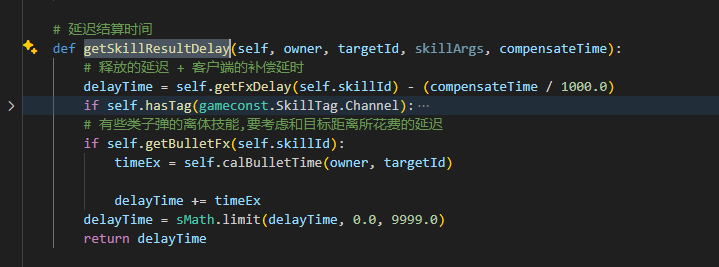 # 延迟结算时间
def getSkillResultDelay(self, owner, targetId, skillArgs, compensateTime):
# 释放的延迟 + 客户端的补偿延时
delayTime = self.getFxDelay(self.skillId) - (compensateTime / 1000.0)
if self.hasTag(gameconst.SkillTag.Channel):⋯
# 有些类子弹的离体技能,要考虑和目标距离所花费的延迟
if self.getBulletFx(self.skillId):
timeEx = self.calBulletTime(owner, targetId)
delayTime += timeEx
delayTime = sMath.limit(delayTime, 0.0, 9999.0)
return delayTime